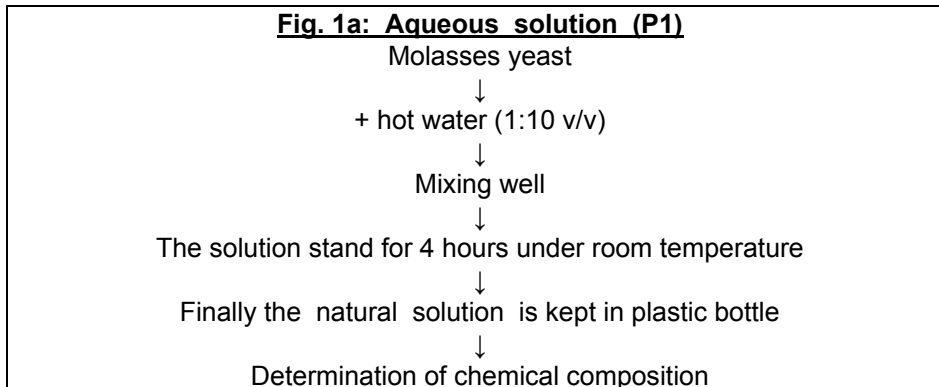 Fig. 1a: Aqueous solution (P1)
Molasses yeast
↓
+ hot water (1:10 v/v)
↓
Mixing well
↓
The solution stand for 4 hours under room temperature
↓
Finally the natural solution is kept in plastic bottle
↓
Determination of chemical composition